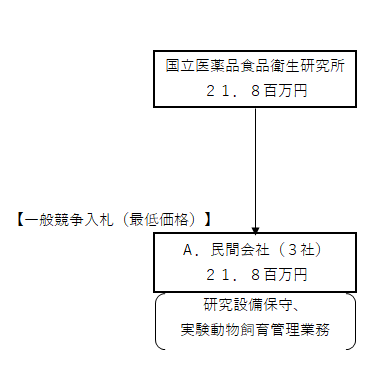 国立医薬品食品衛生研究所
２１．８百万円
【一般競争入札（最低価格）】
Ａ．民間会社（３社）
２１．８百万円
研究設備保守、
実験動物飼育管理業務